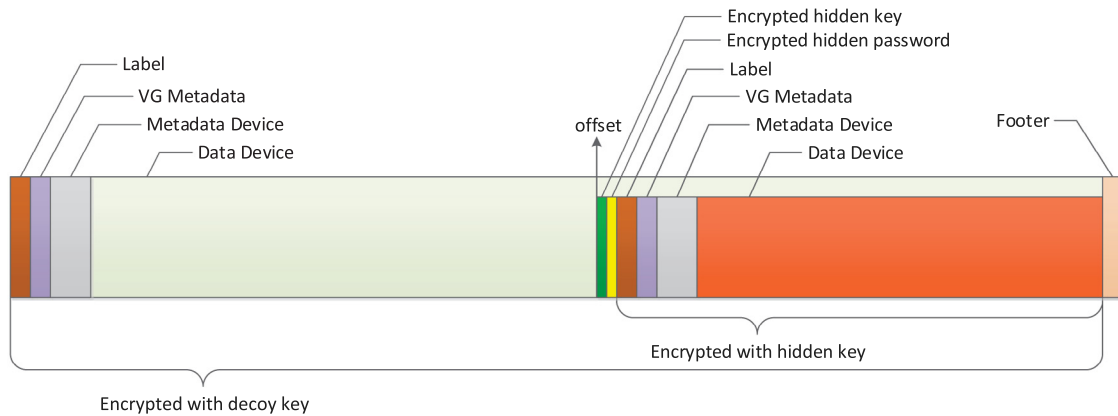 Encrypted hidden key
Encrypted hidden password
Label
Label
VG Metadata
VG Metadata
Metadata Device
offset
Metadata Device
Footer
Data Device
Data Device
Encrypted with hidden key
Encrypted with decoy key